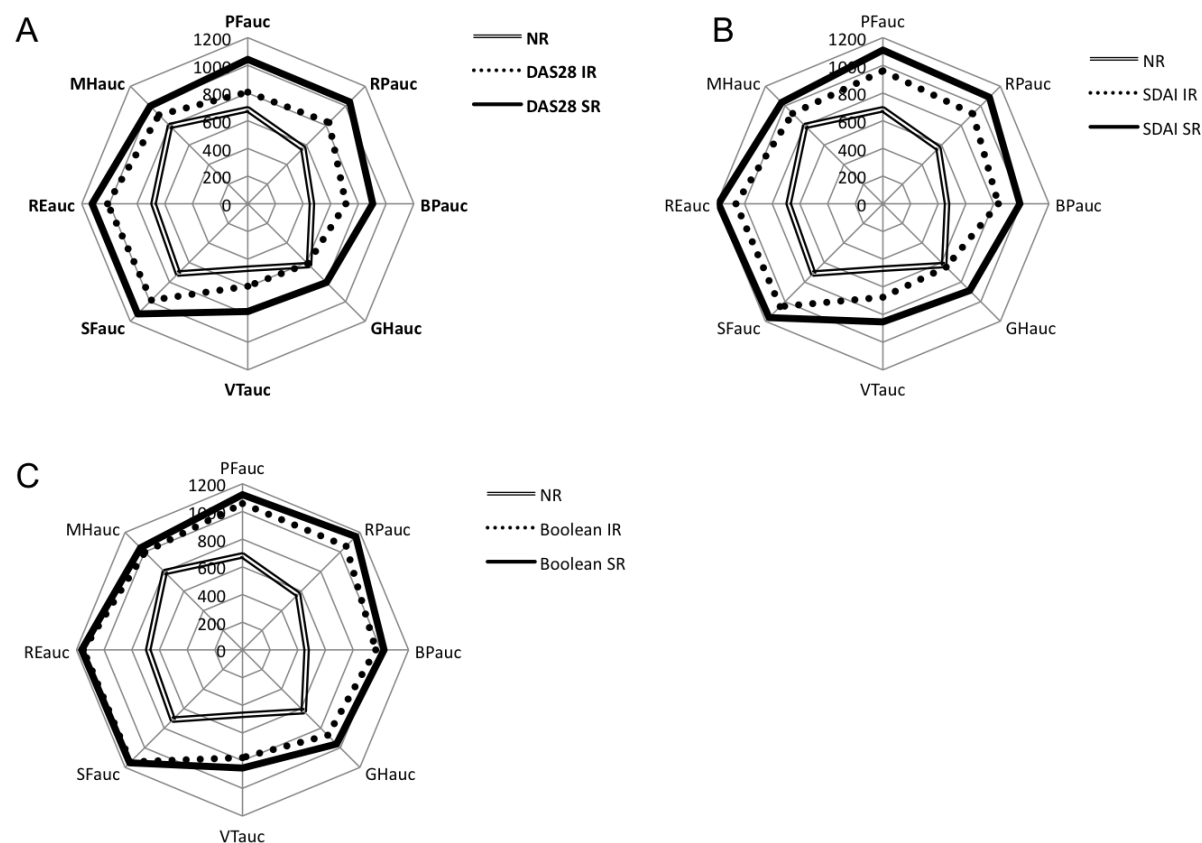 A
PFauc
1200
1000
800
600
400
200
0
RPauc
BPauc
GHauc
VTauc
SFauc
REauc
MHauc
NR
DAS28 IR
DAS28 SR
B
PFauc
1200
1000
800
600
400
200
0
RPauc
BPauc
GHauc
VTauc
SFauc
REauc
MHauc
NR
SDAI IR
SDAI SR
C
PFauc
1200
1000
800
600
400
200
0
RPauc
BPauc
GHauc
VTauc
SFauc
REauc
MHauc
NR
Boolean IR
Boolean SR